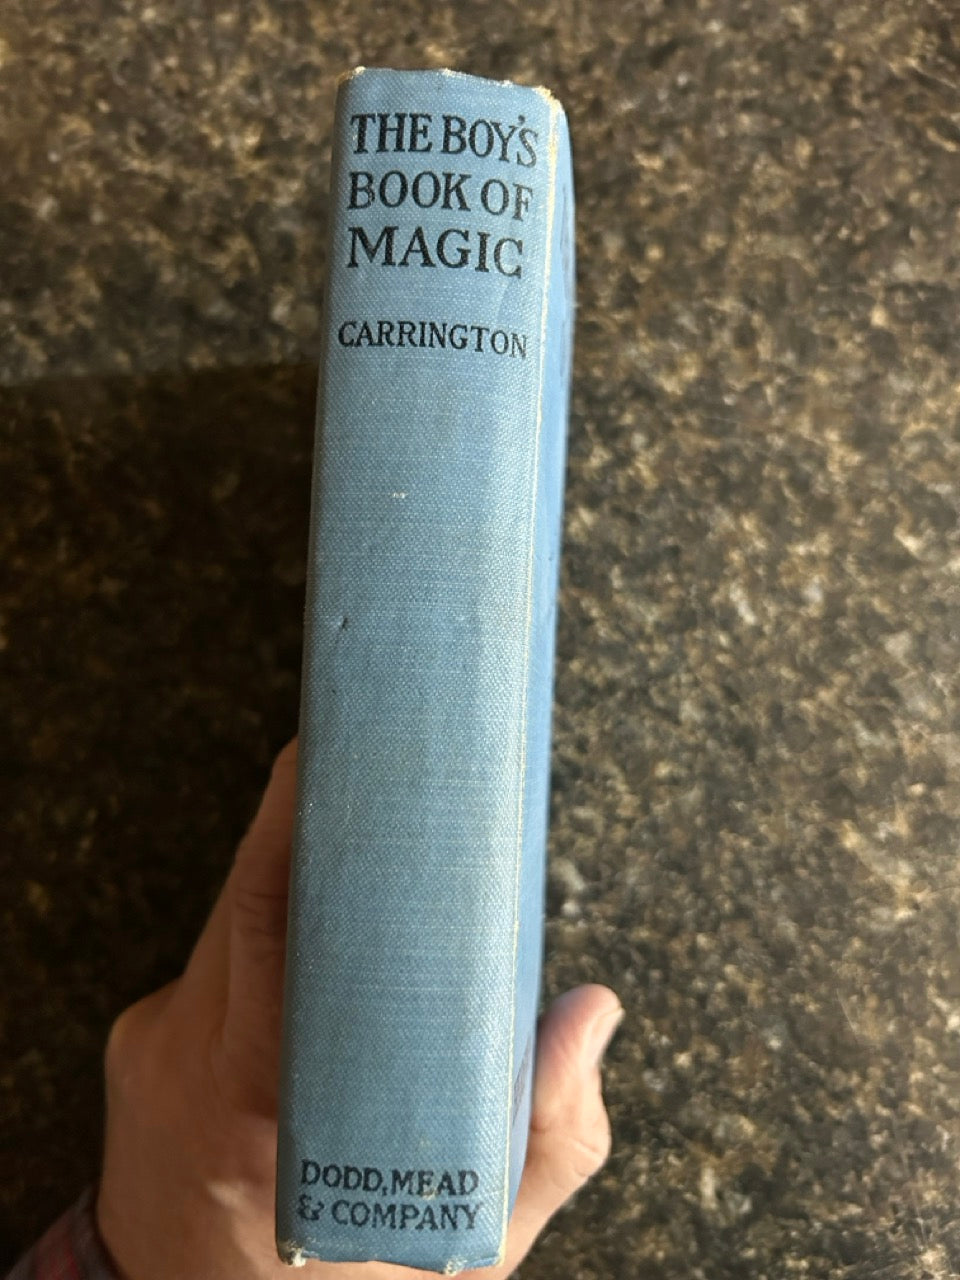 THE BOY'S
BOOK OF
MAGIC
CARRINGTON
DODD, MEAD
& COMPANY